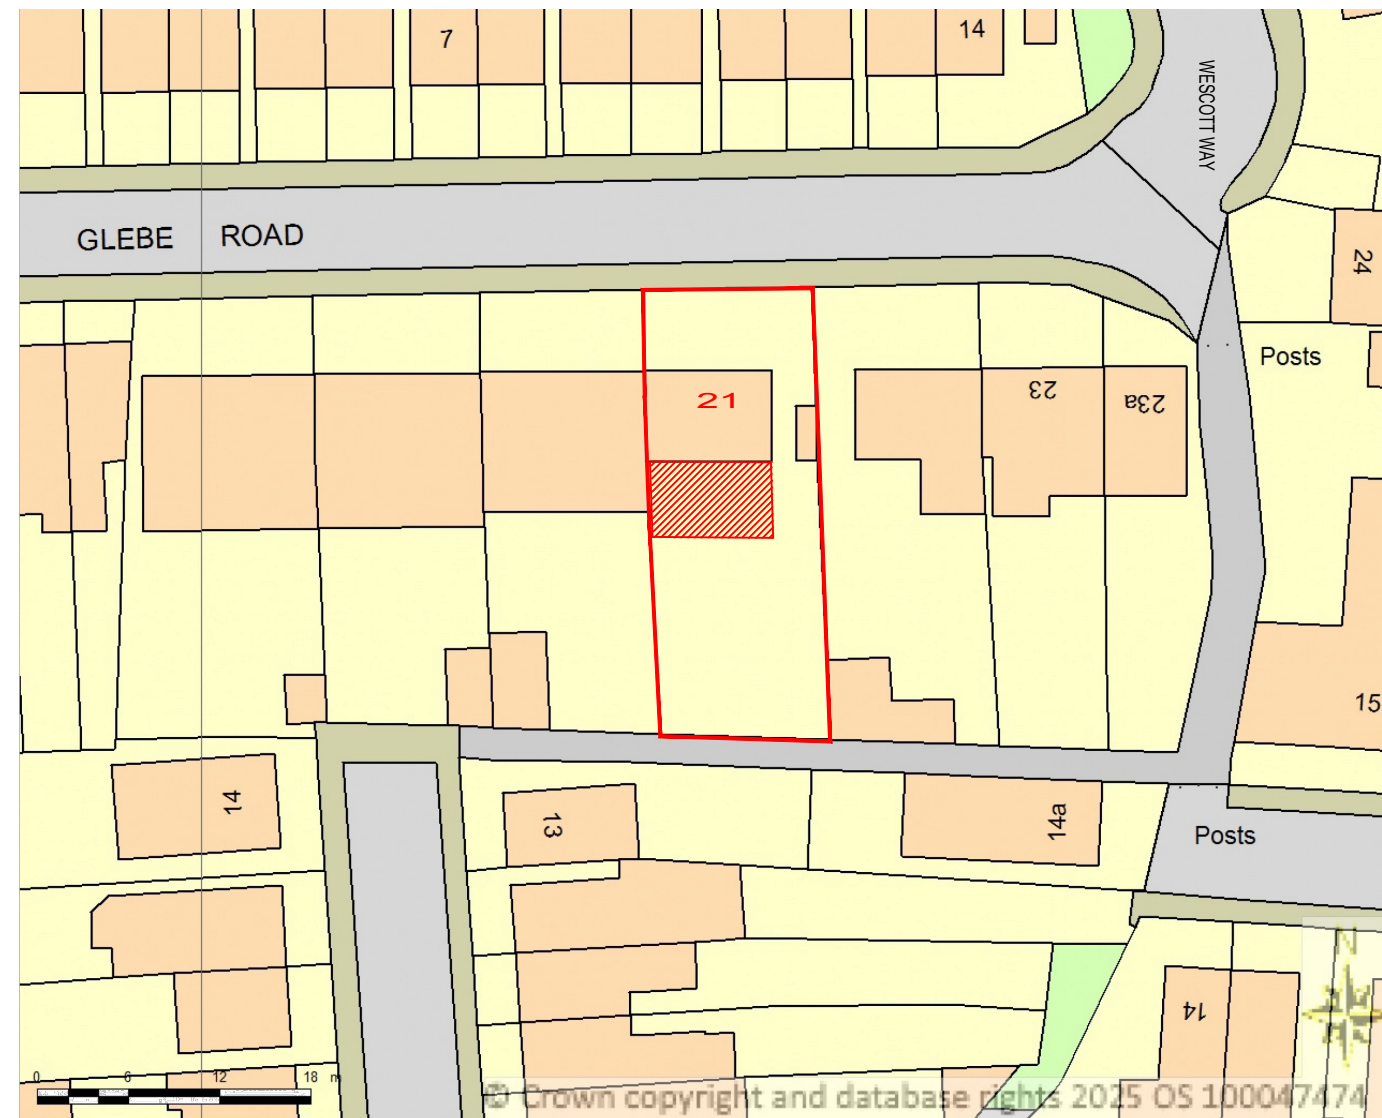 7
14
WESCOTT WAY
GLEBE ROAD
24
Posts
21
23
23a
15
14
13
14a
Posts
14
N
0 6 12 18 m
© Crown copyright and database rights 2025 OS 100047474